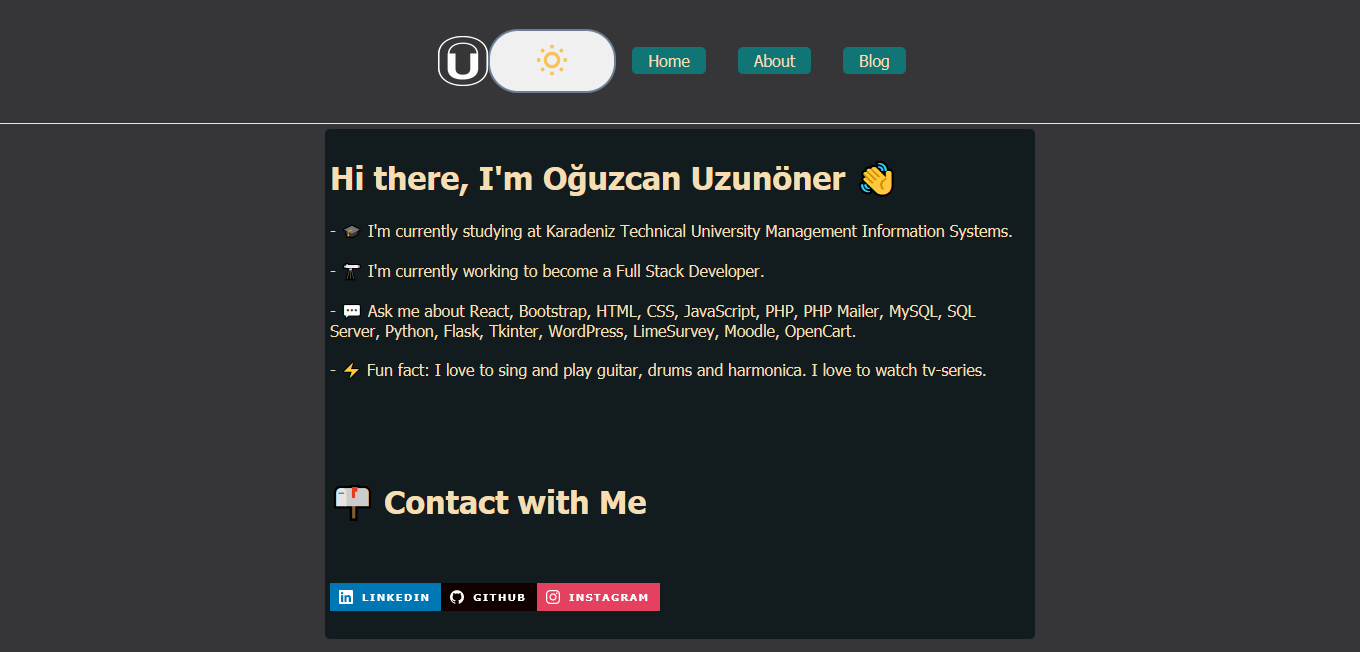 U
Home
About
Blog
Hi there, I'm Oğuzcan Uzunöner 👋
- 🎓 I'm currently studying at Karadeniz Technical University Management Information Systems.
- 🔭 I'm currently working to become a Full Stack Developer.
- 💬 Ask me about React, Bootstrap, HTML, CSS, JavaScript, PHP, PHP Mailer, MySQL, SQL
Server, Python, Flask, Tkinter, WordPress, LimeSurvey, Moodle, OpenCart.
- ⚡ Fun fact: I love to sing and play guitar, drums and harmonica. I love to watch tv-series.
📫 Contact with Me
LINKEDIN
GITHUB
INSTAGRAM